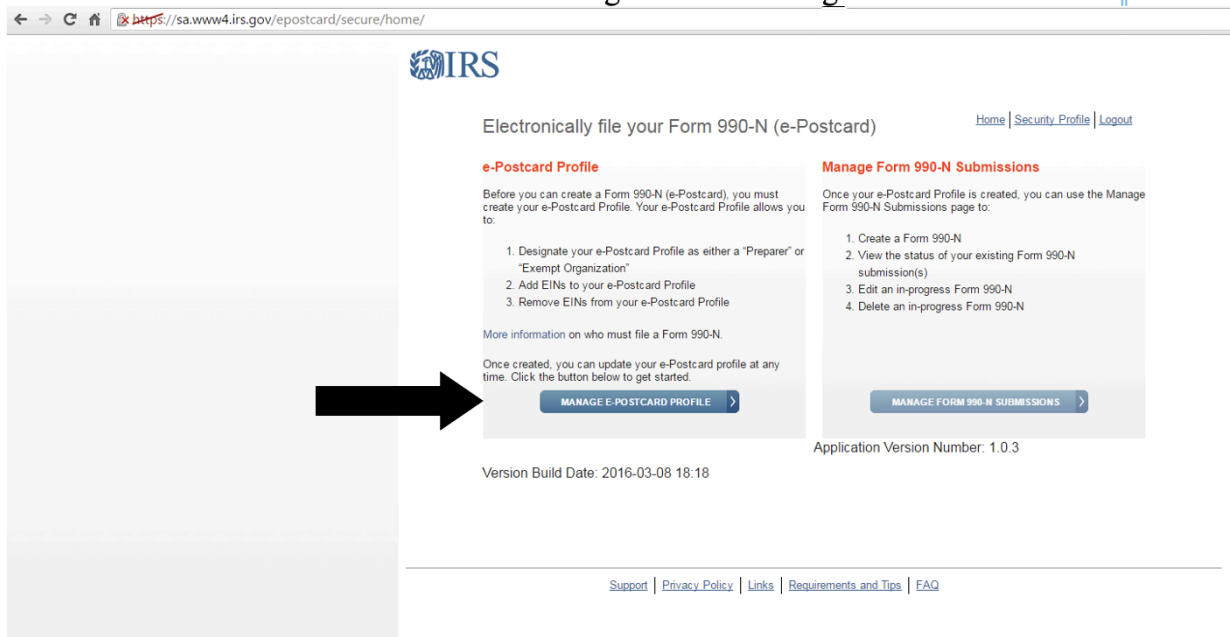 https://sa.www4.irs.gov/epostcard/secure/home/
IRS
Electronically file your Form 990-N (e-Postcard)
Home | Security Profile | Logout
e-Postcard Profile
Before you can create a Form 990-N (e-Postcard), you must
create your e-Postcard Profile. Your e-Postcard Profile allows you
to:
1. Designate your e-Postcard Profile as either a "Preparer" or
"Exempt Organization"
2. Add EINs to your e-Postcard Profile
3. Remove EINs from your e-Postcard Profile
More information on who must file a Form 990-N.
Once created, you can update your e-Postcard profile at any
time. Click the button below to get started.
MANAGE E-POSTCARD PROFILE
Manage Form 990-N Submissions
Once your e-Postcard Profile is created, you can use the Manage
Form 990-N Submissions page to:
1. Create a Form 990-N
2. View the status of your existing Form 990-N
submission(s)
3. Edit an in-progress Form 990-N
4. Delete an in-progress Form 990-N
MANAGE FORM 990-N SUBMISSIONS
Application Version Number: 1.0.3
Version Build Date: 2016-03-08 18:18
Support | Privacy Policy | Links | Requirements and Tips | FAQ